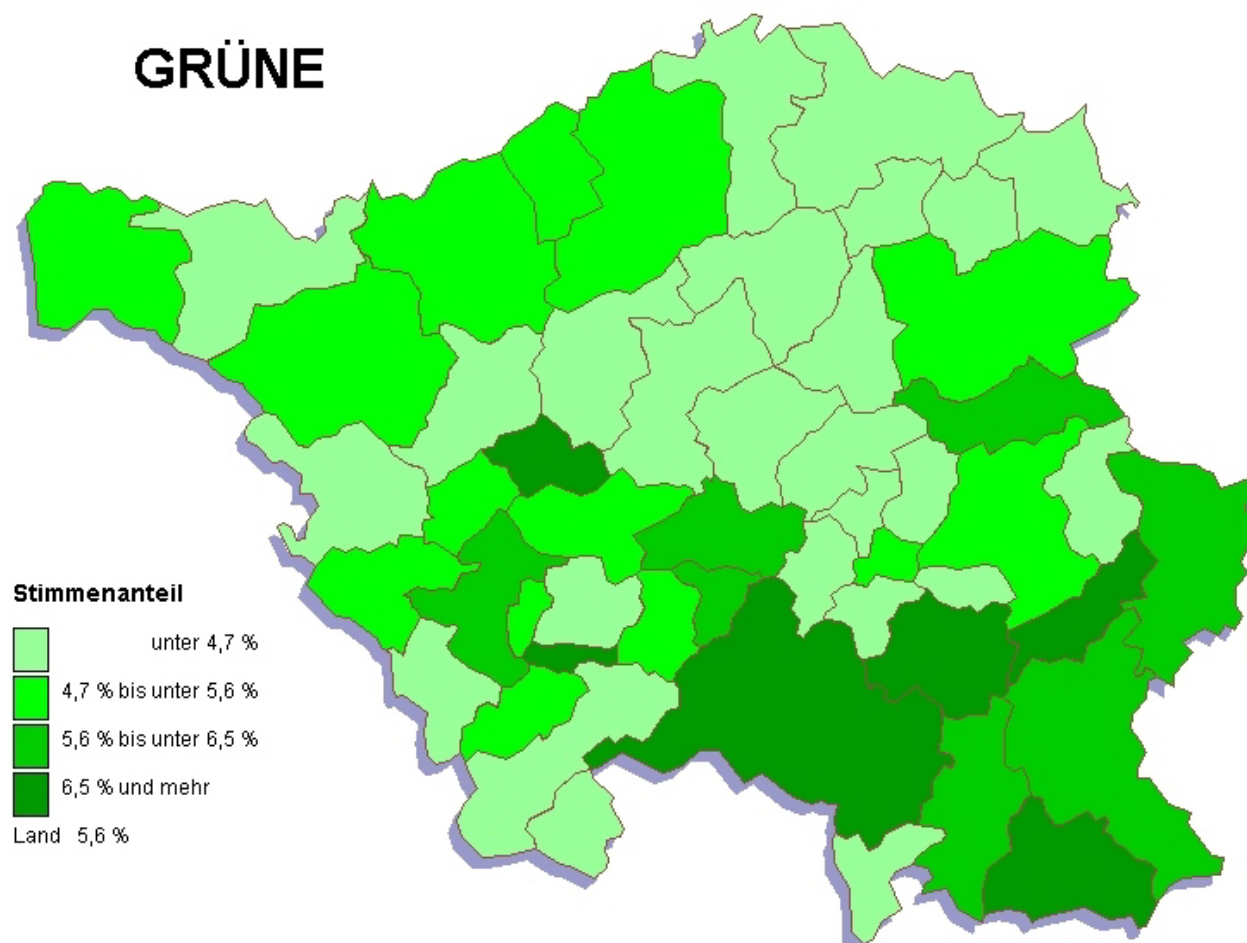 GRÜNE
Stimmenanteil
unter 4,7 %
4,7 % bis unter 5,6 %
5,6 % bis unter 6,5 %
6,5 % und mehr
Land 5,6 %